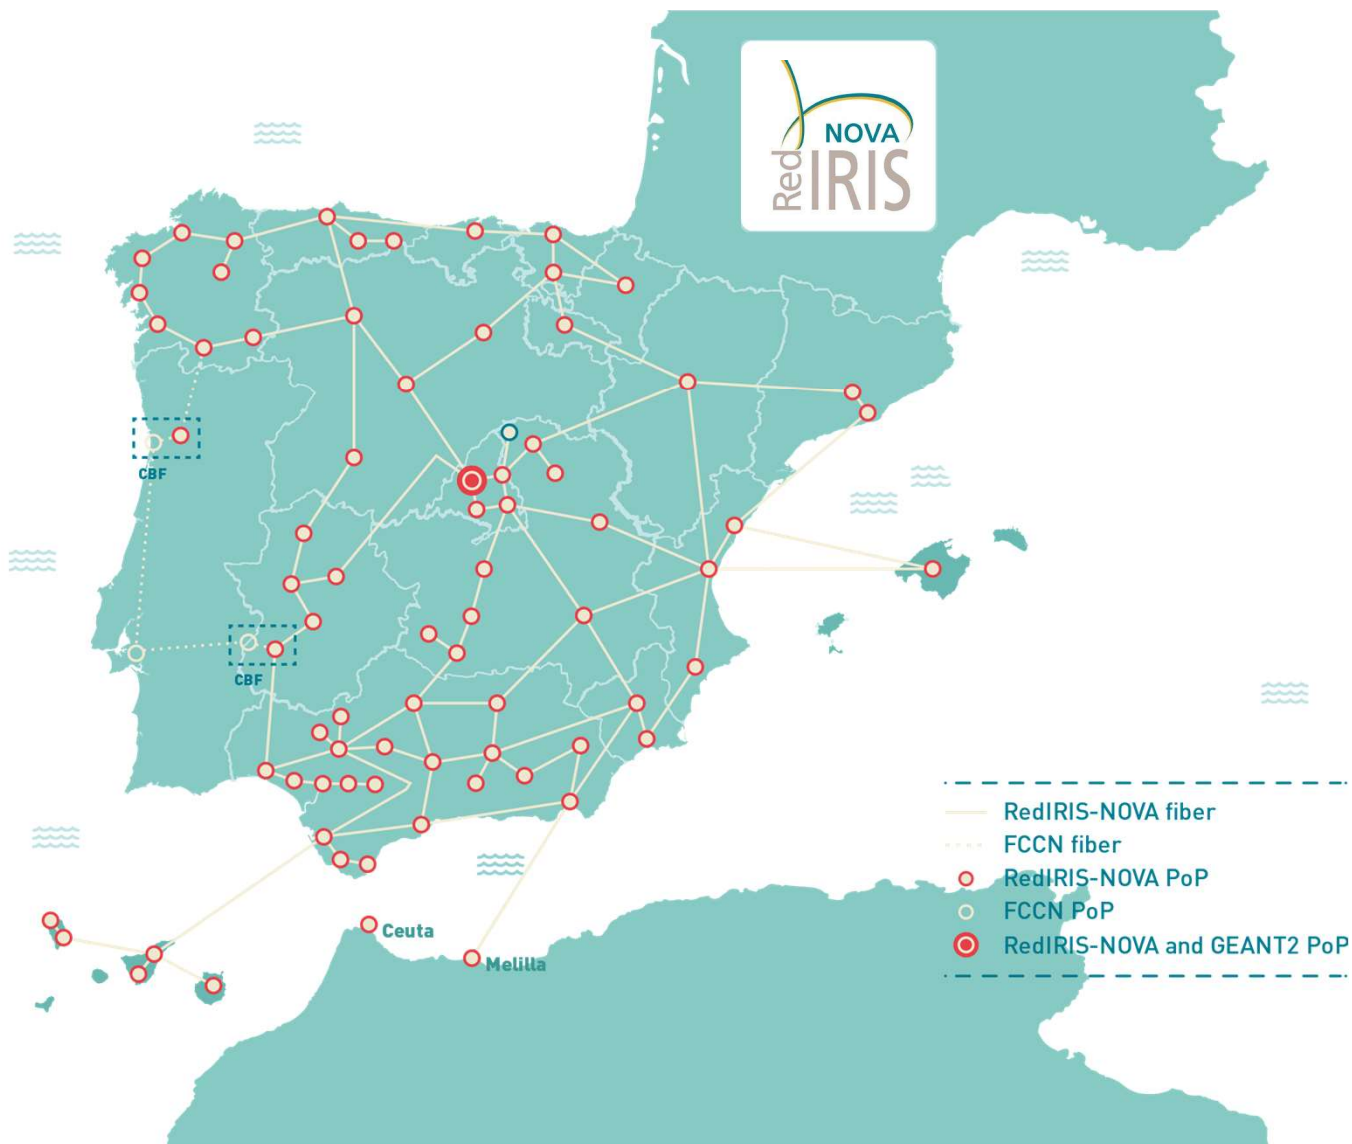 NOVA
Red IRIS
CBF
CBF
RedIRIS-NOVA fiber
FCCN fiber
RedIRIS-NOVA PoP
FCCN PoP
RedIRIS-NOVA and GEANT2 PoP
Ceuta
Melilla